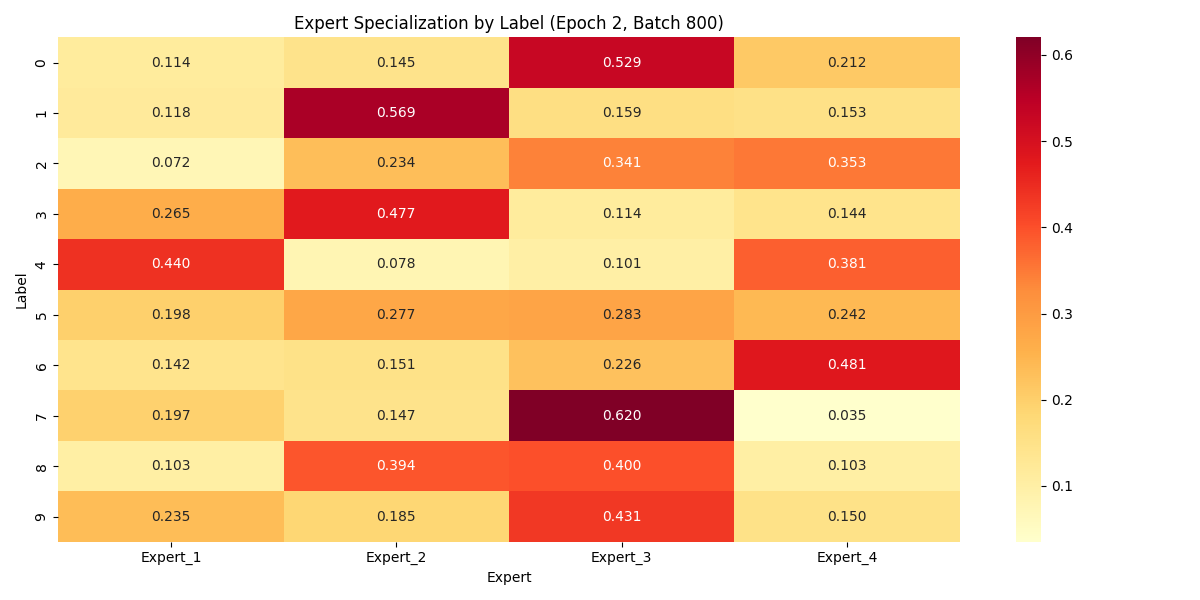 Expert Specialization by Label (Epoch 2, Batch 800)
0 0.114 0.145 0.529 0.212
1 0.118 0.569 0.159 0.153
2 0.072 0.234 0.341 0.353
3 0.265 0.477 0.114 0.144
4 0.440 0.078 0.101 0.381
5 0.198 0.277 0.283 0.242
6 0.142 0.151 0.226 0.481
7 0.197 0.147 0.620 0.035
8 0.103 0.394 0.400 0.103
9 0.235 0.185 0.431 0.150
Label
Expert_1 Expert_2 Expert_3 Expert_4
Expert
0.6
0.5
0.4
0.3
0.2
0.1